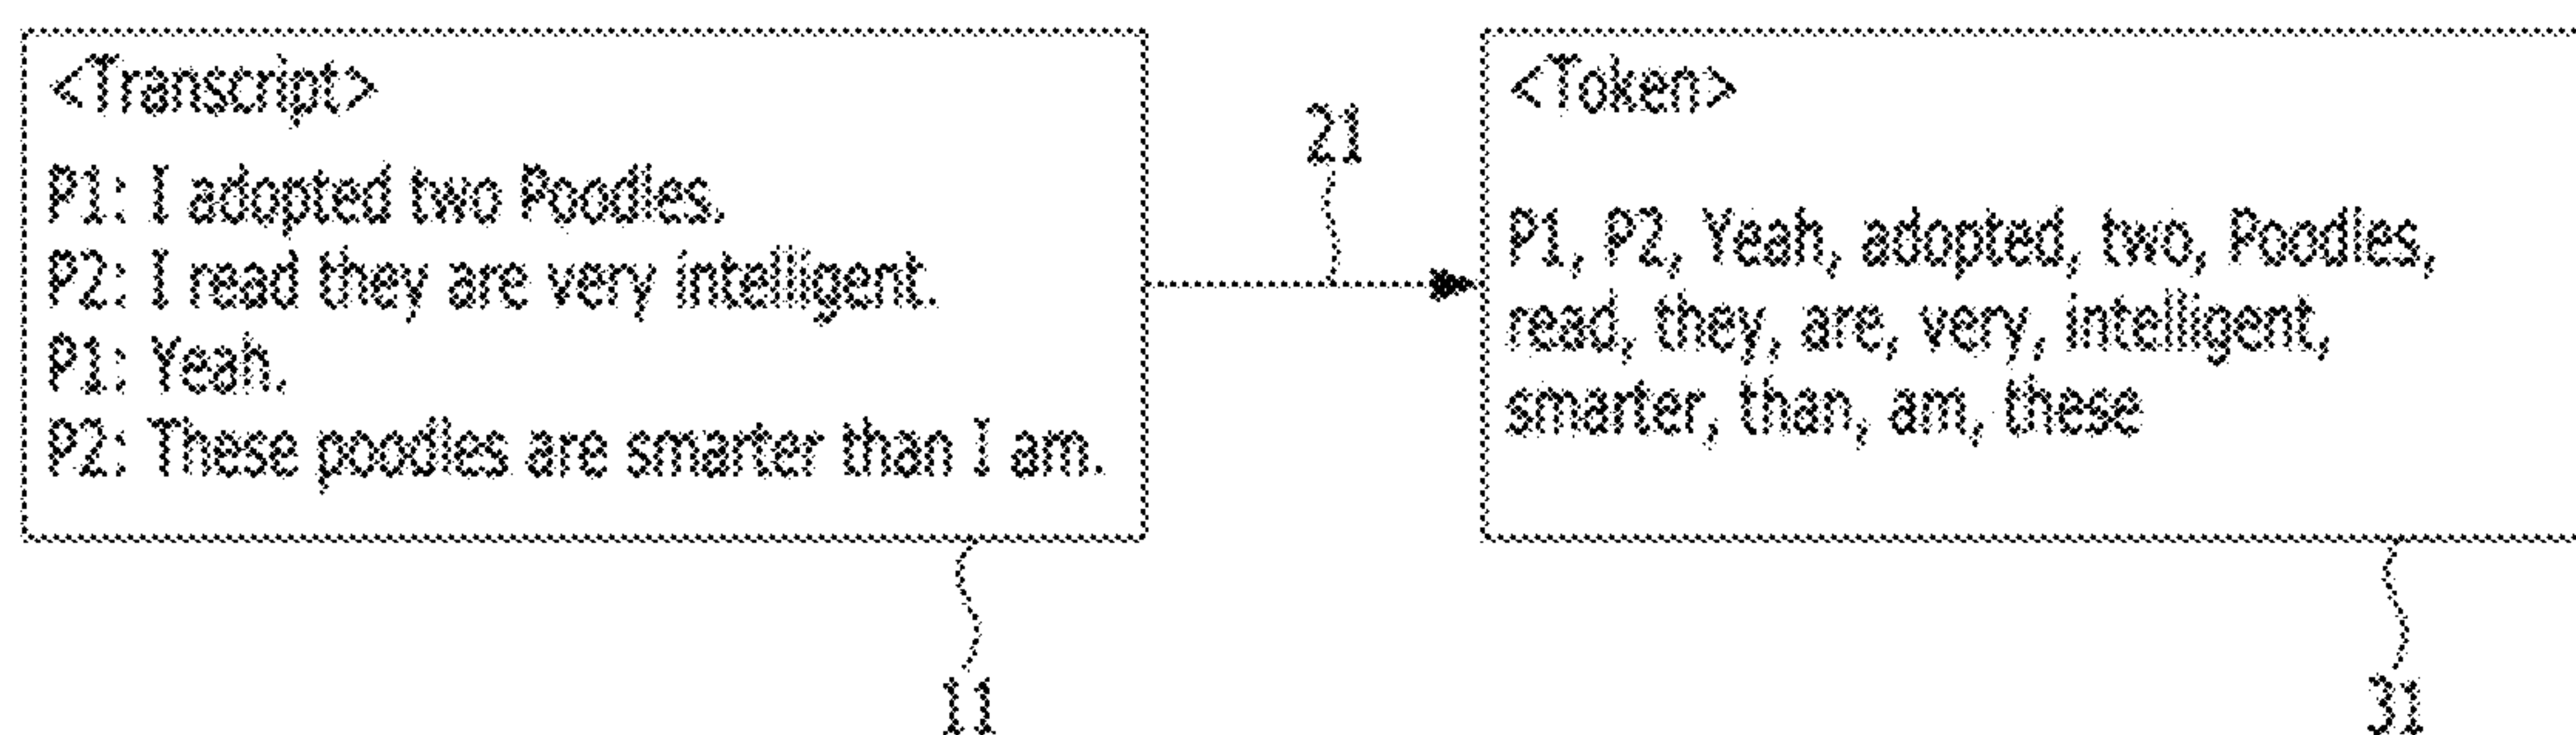 <Transcript>
P1: I adopted two Poodles.
P2: I read they are very intelligent.
P1: Yeah.
P2: These poodles are smarter than I am.
11
21
<Token>
P1, P2, Yeah, adopted, two, Poodles,
read, they, are, very, intelligent,
smarter, than, am, these
31